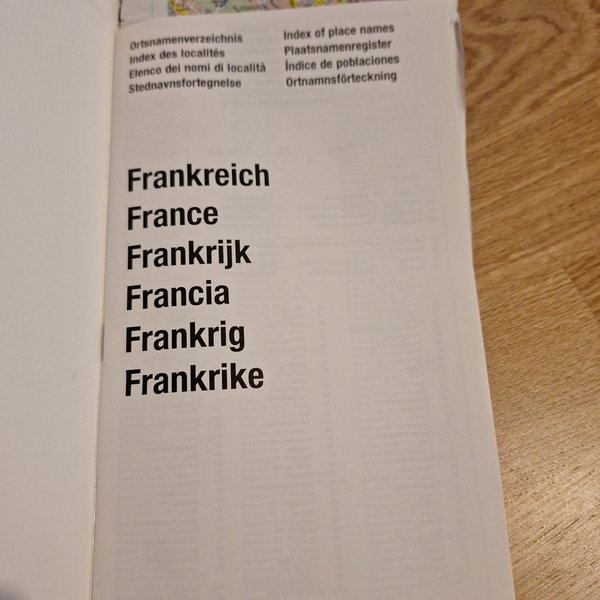 Ortsnamenverzeichnis
Index des localités
Elenco dei nomi di località
Stednavnsfortegnelse
Index of place names
Plaatsnamenregister
Índice de poblaciones
Ortnamnsförteckning
Frankreich
France
Frankrijk
Francia
Frankrig
Frankrike